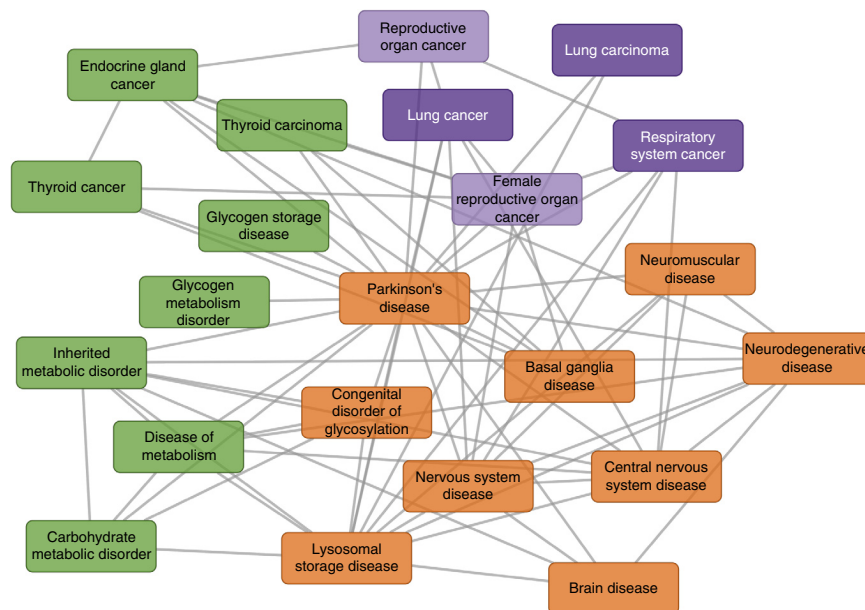 Reproductive
organ cancer
Lung carcinoma
Endocrine gland
cancer
Lung cancer
Thyroid carcinoma
Respiratory
system cancer
Thyroid cancer
Female
reproductive organ
cancer
Glycogen storage
disease
Neuromuscular
disease
Glycogen
metabolism disorder
Parkinson's
disease
Inherited
metabolic disorder
Basal ganglia
disease
Neurodegenerative
disease
Congenital
disorder of
glycosylation
Disease of
metabolism
Nervous system
disease
Central nervous
system disease
Carbohydrate
metabolic disorder
Lysosomal
storage disease
Brain disease